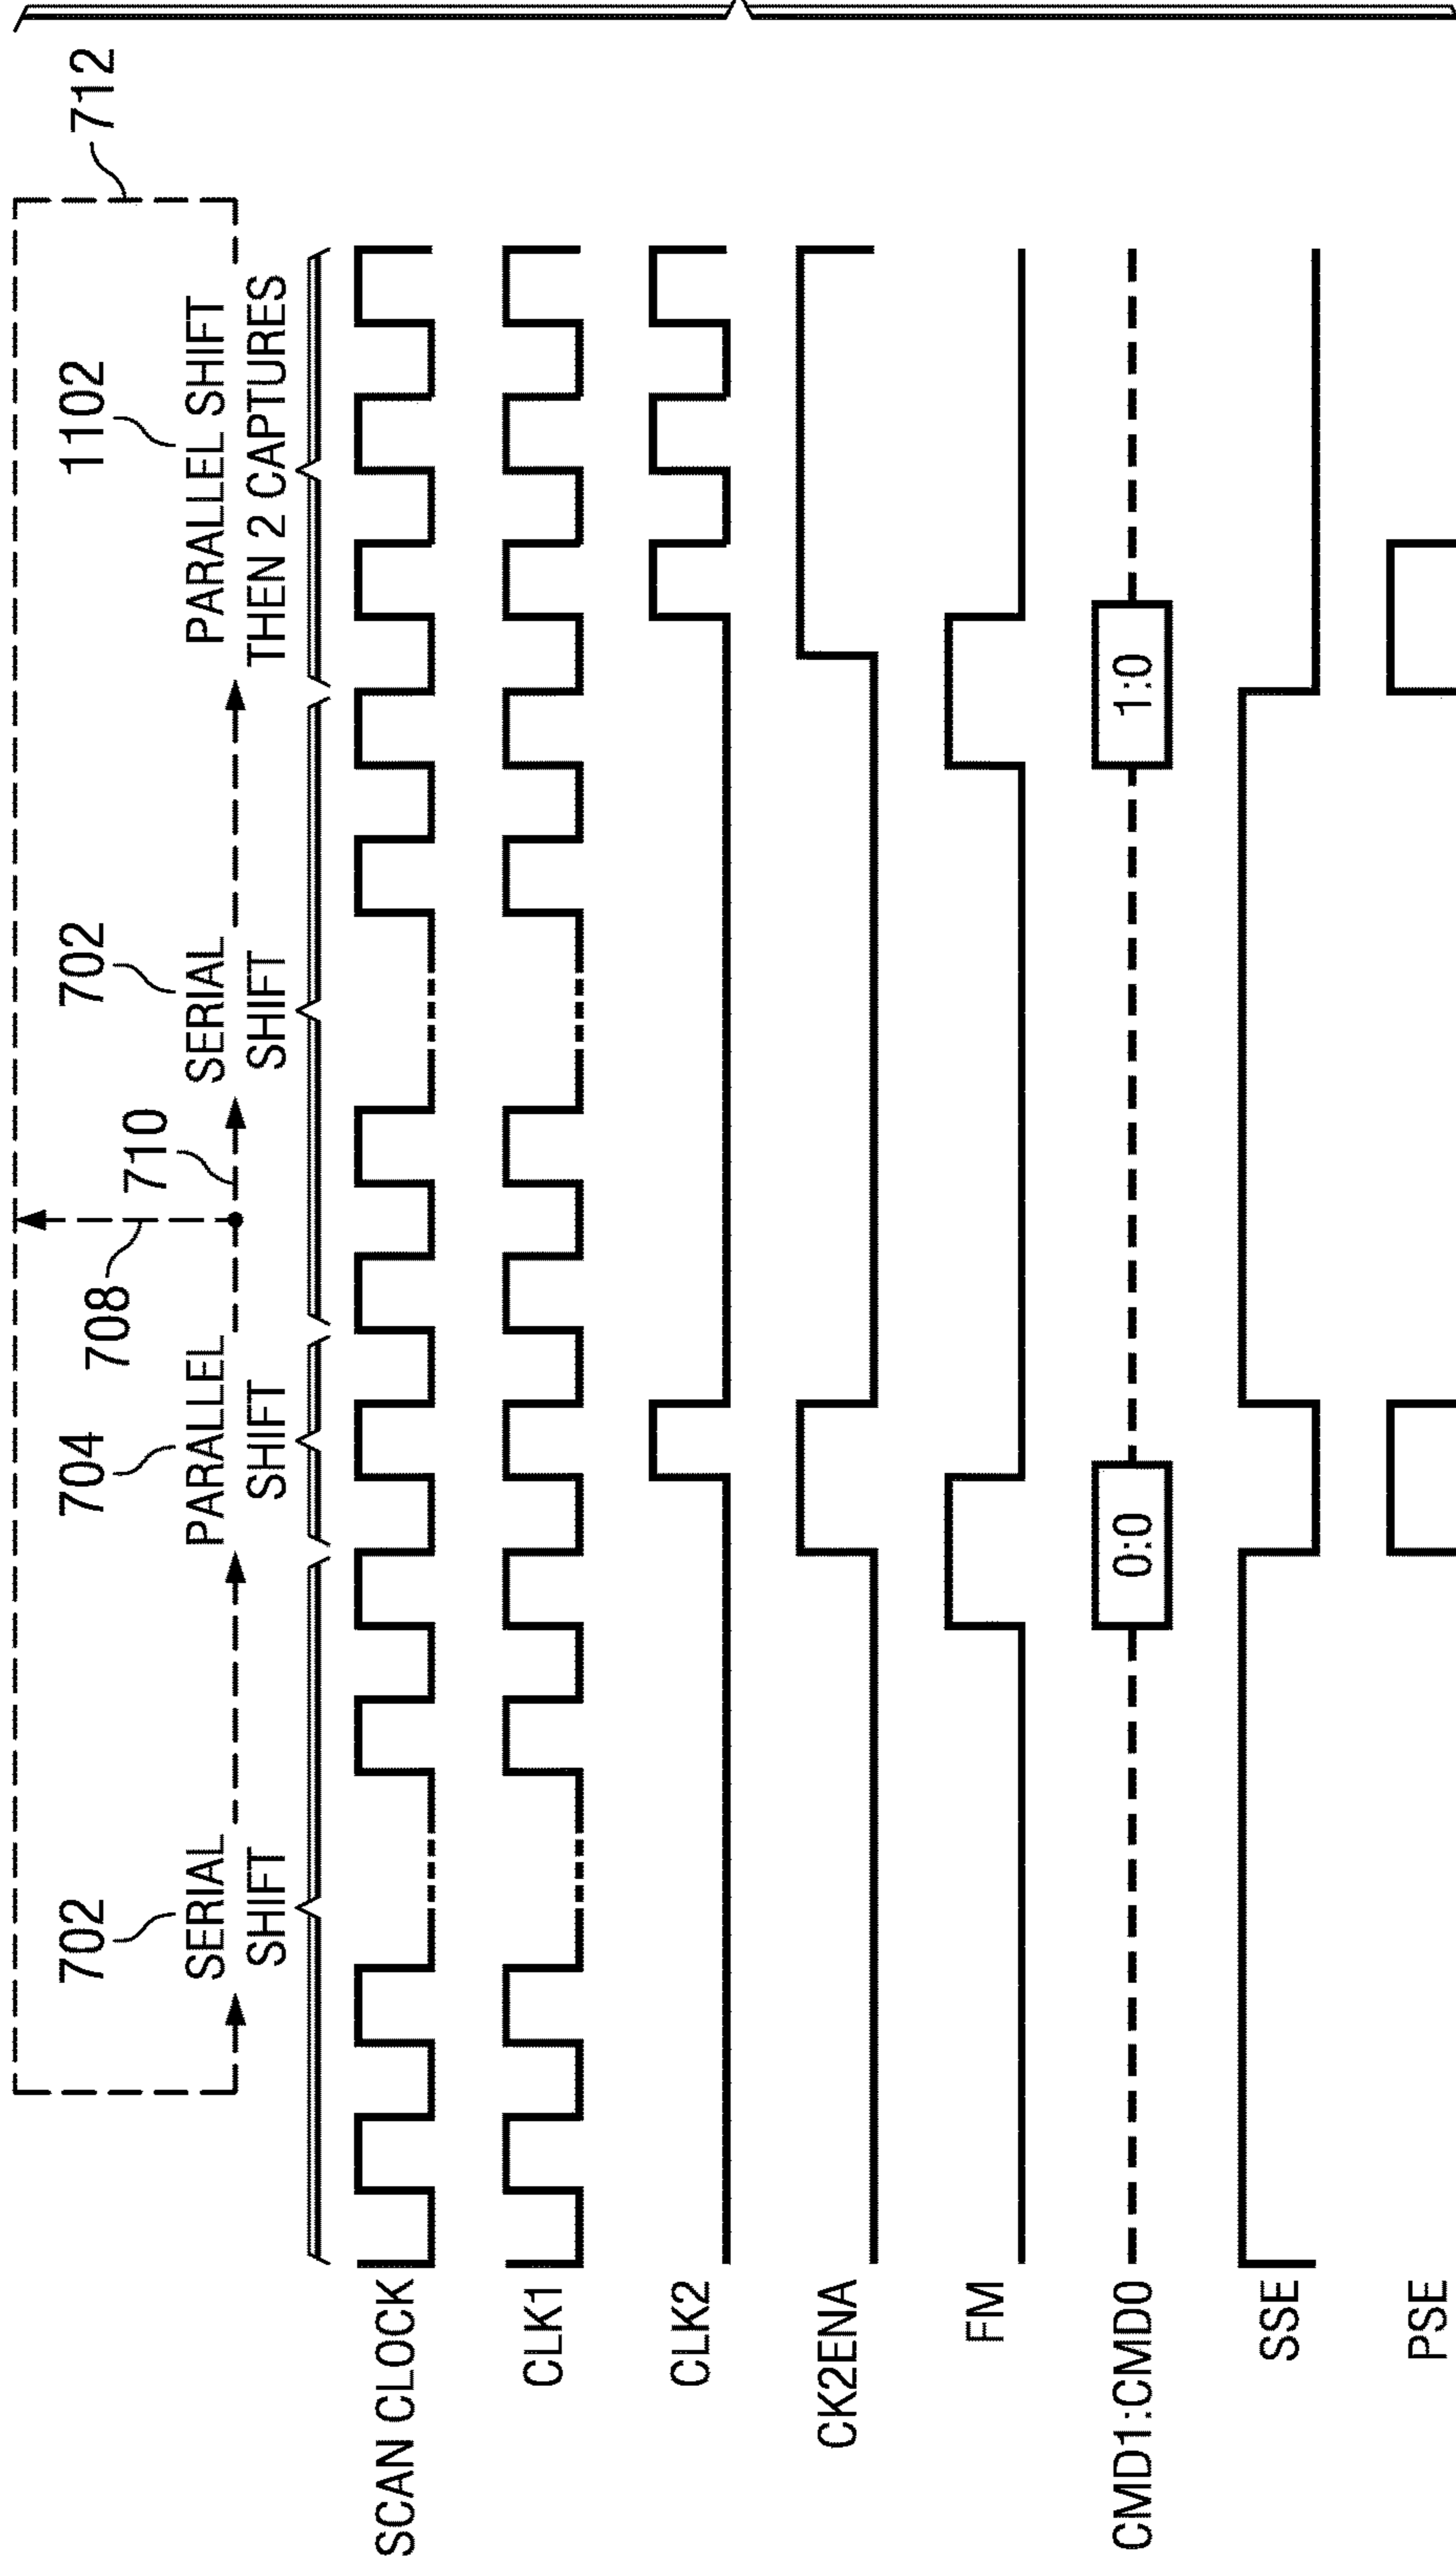 712
702
704
708
710
702
1102
SERIAL
SHIFT
PARALLEL
SHIFT
SERIAL
SHIFT
PARALLEL SHIFT
THEN 2 CAPTURES
SCAN CLOCK
CLK1
CLK2
CK2ENA
FM
CMD1:CMD0
0:0
1:0
SSE
PSE